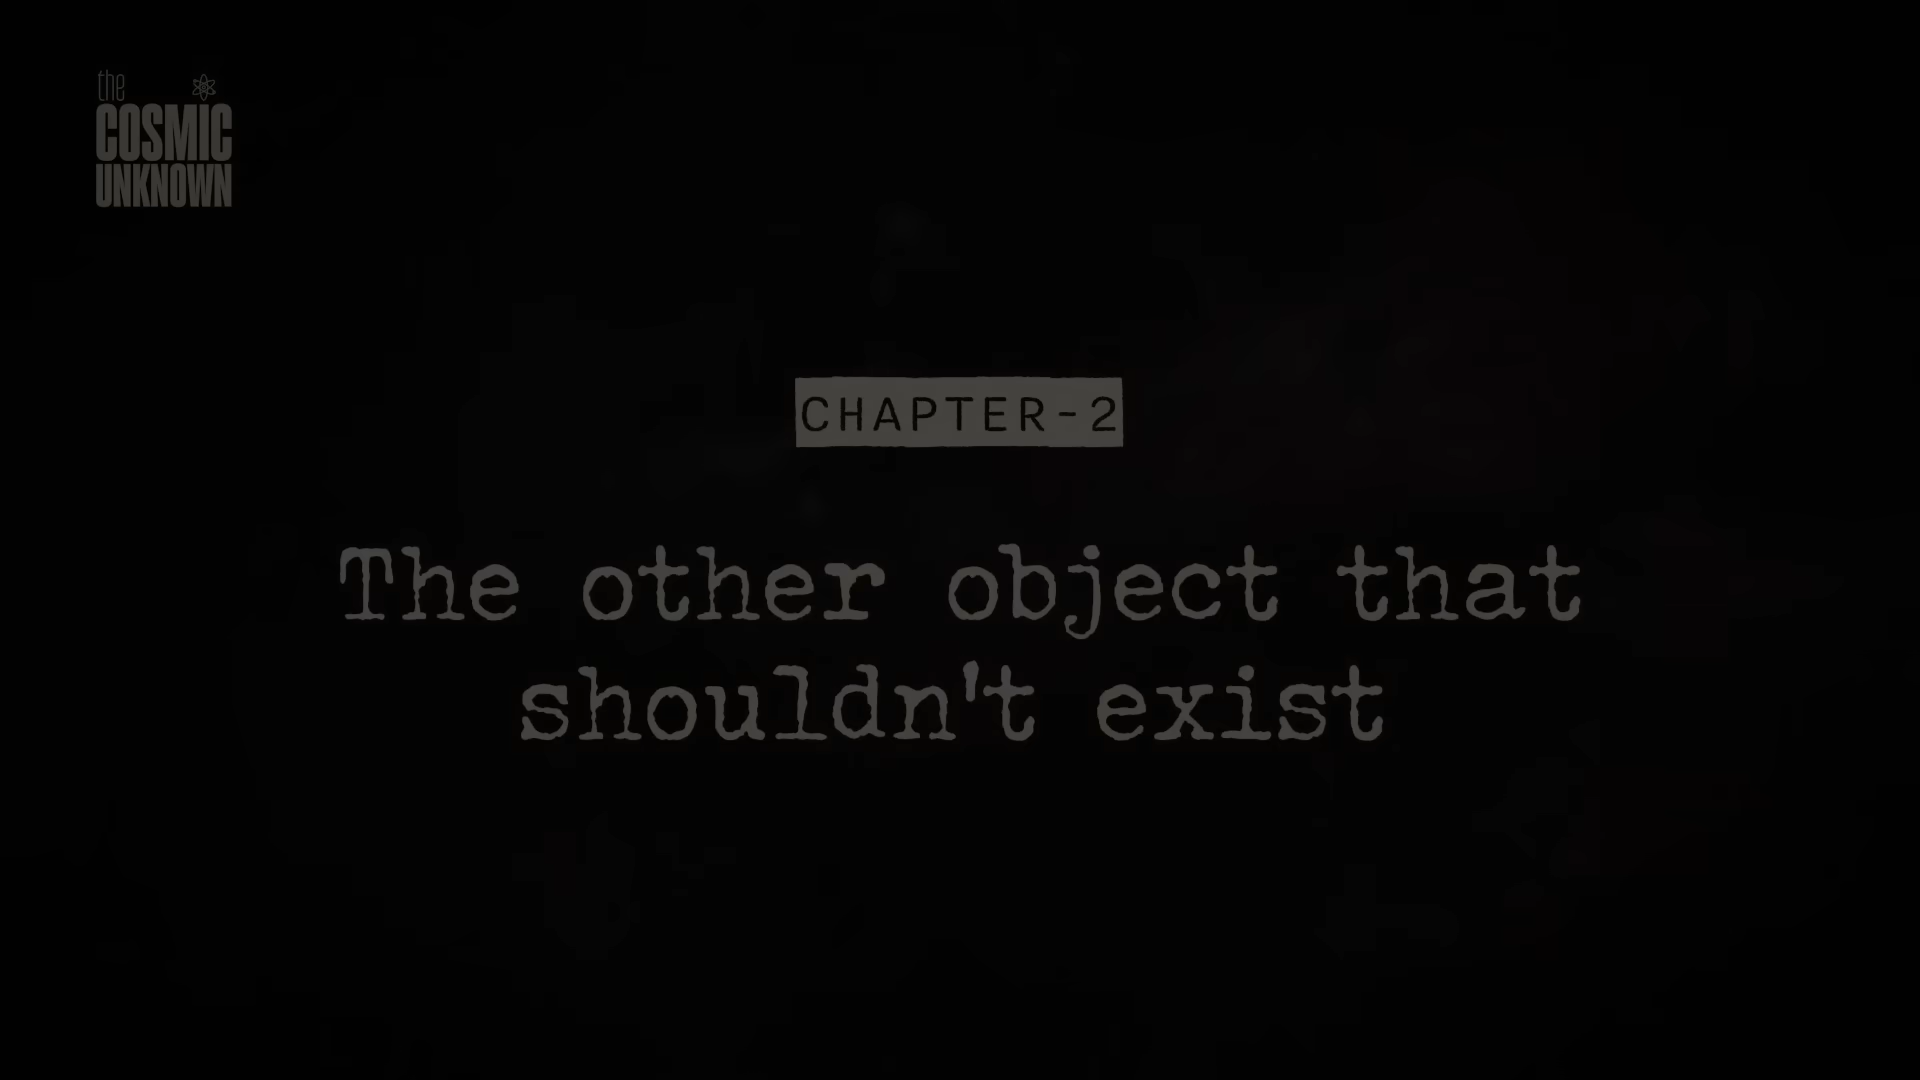 the
COSMIC
UNKNOWN
CHAPTER-2
The other object that
shouldn't exist